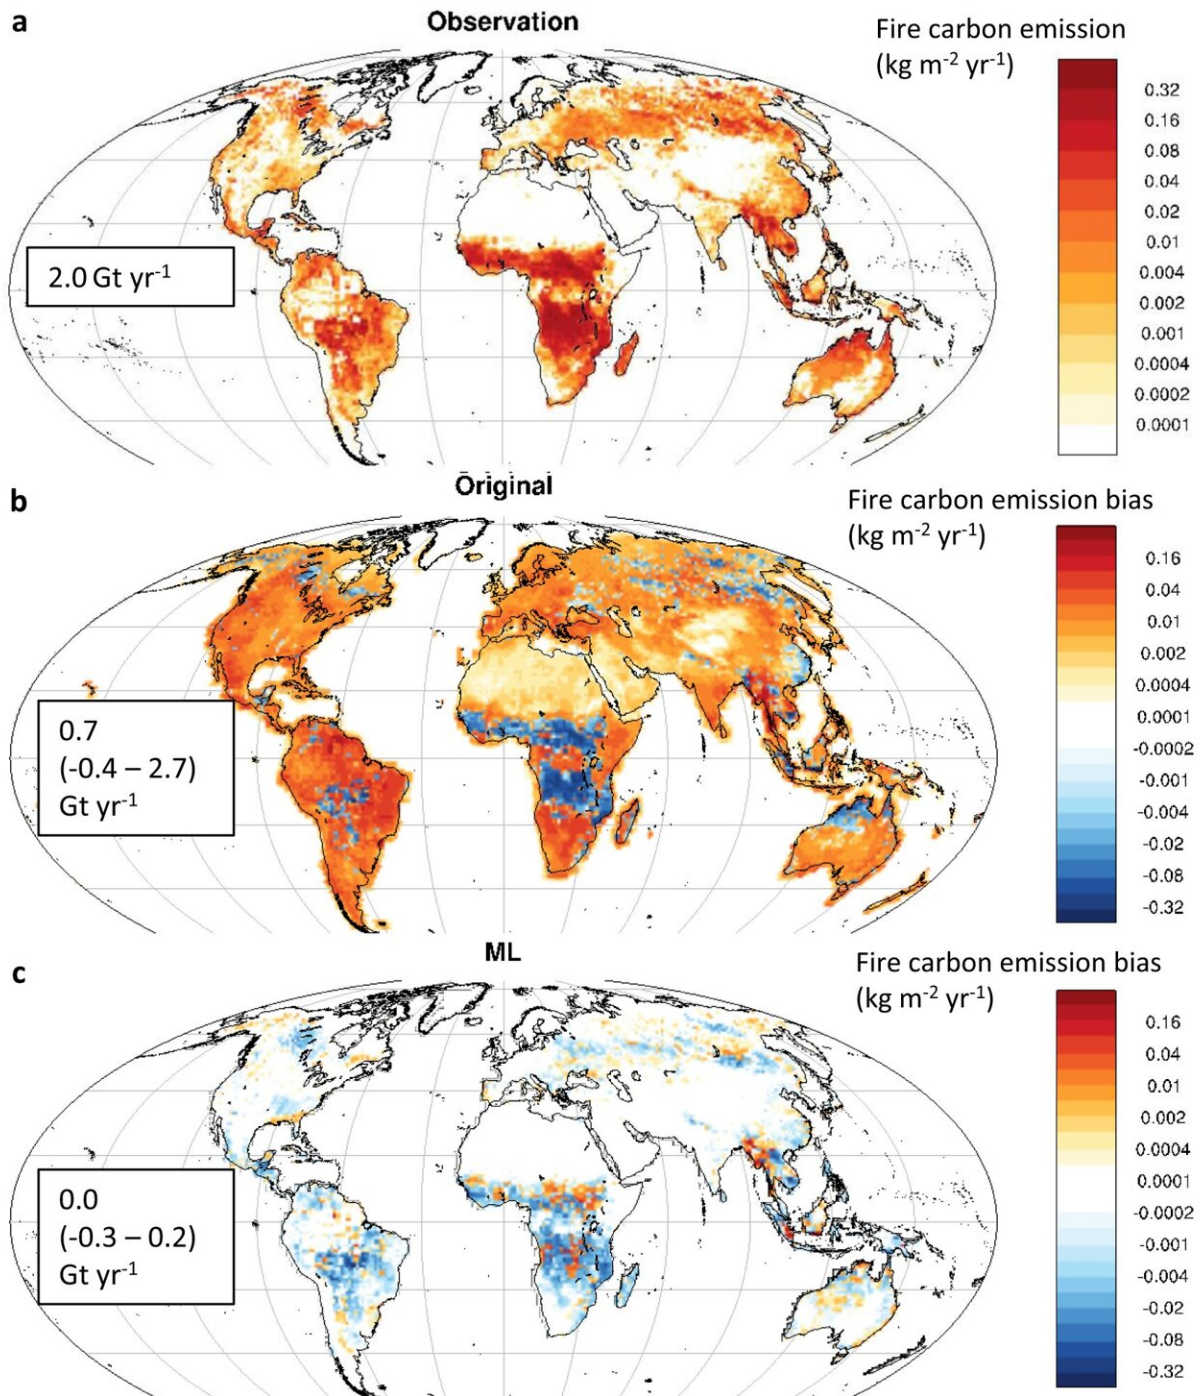 a
Observation
Fire carbon emission
(kg m-2 yr-1)
0.32
0.16
0.08
0.04
0.02
0.01
0.004
0.002
0.001
0.0004
0.0002
0.0001
2.0 Gt yr-1
b
Original
Fire carbon emission bias
(kg m-2 yr-1)
0.16
0.04
0.01
0.002
0.0004
0.0001
-0.0002
-0.001
-0.004
-0.02
-0.08
-0.32
0.7
(-0.4 – 2.7)
Gt yr-1
c
ML
Fire carbon emission bias
(kg m-2 yr-1)
0.16
0.04
0.01
0.002
0.0004
0.0001
-0.0002
-0.001
-0.004
-0.02
-0.08
-0.32
0.0
(-0.3 – 0.2)
Gt yr-1